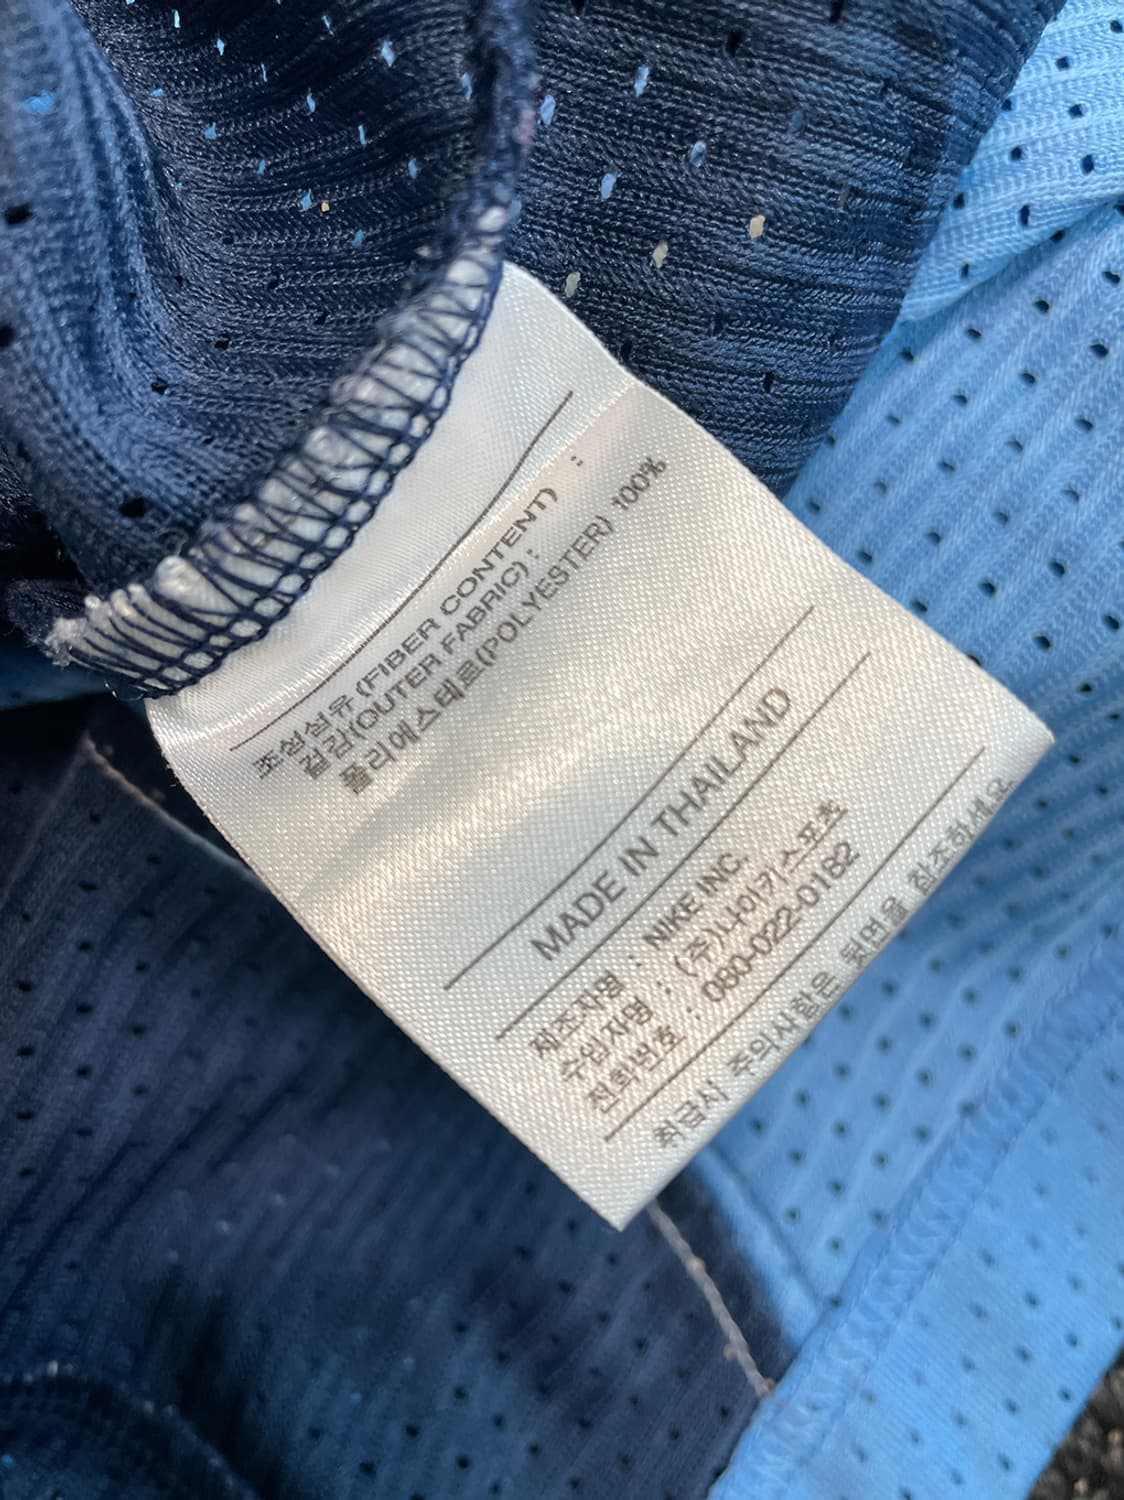 조성섬유 (FIBER CONTENT) :
겉감(OUTER FABRIC) :
폴리에스테르(POLYESTER) 100%
MADE IN THAILAND
제조자명 : NIKE INC.
수입자명 : (주)나이키스포츠
전화번호 : 080-022-0182
취급시 주의사항은 뒷면을 참조하세요